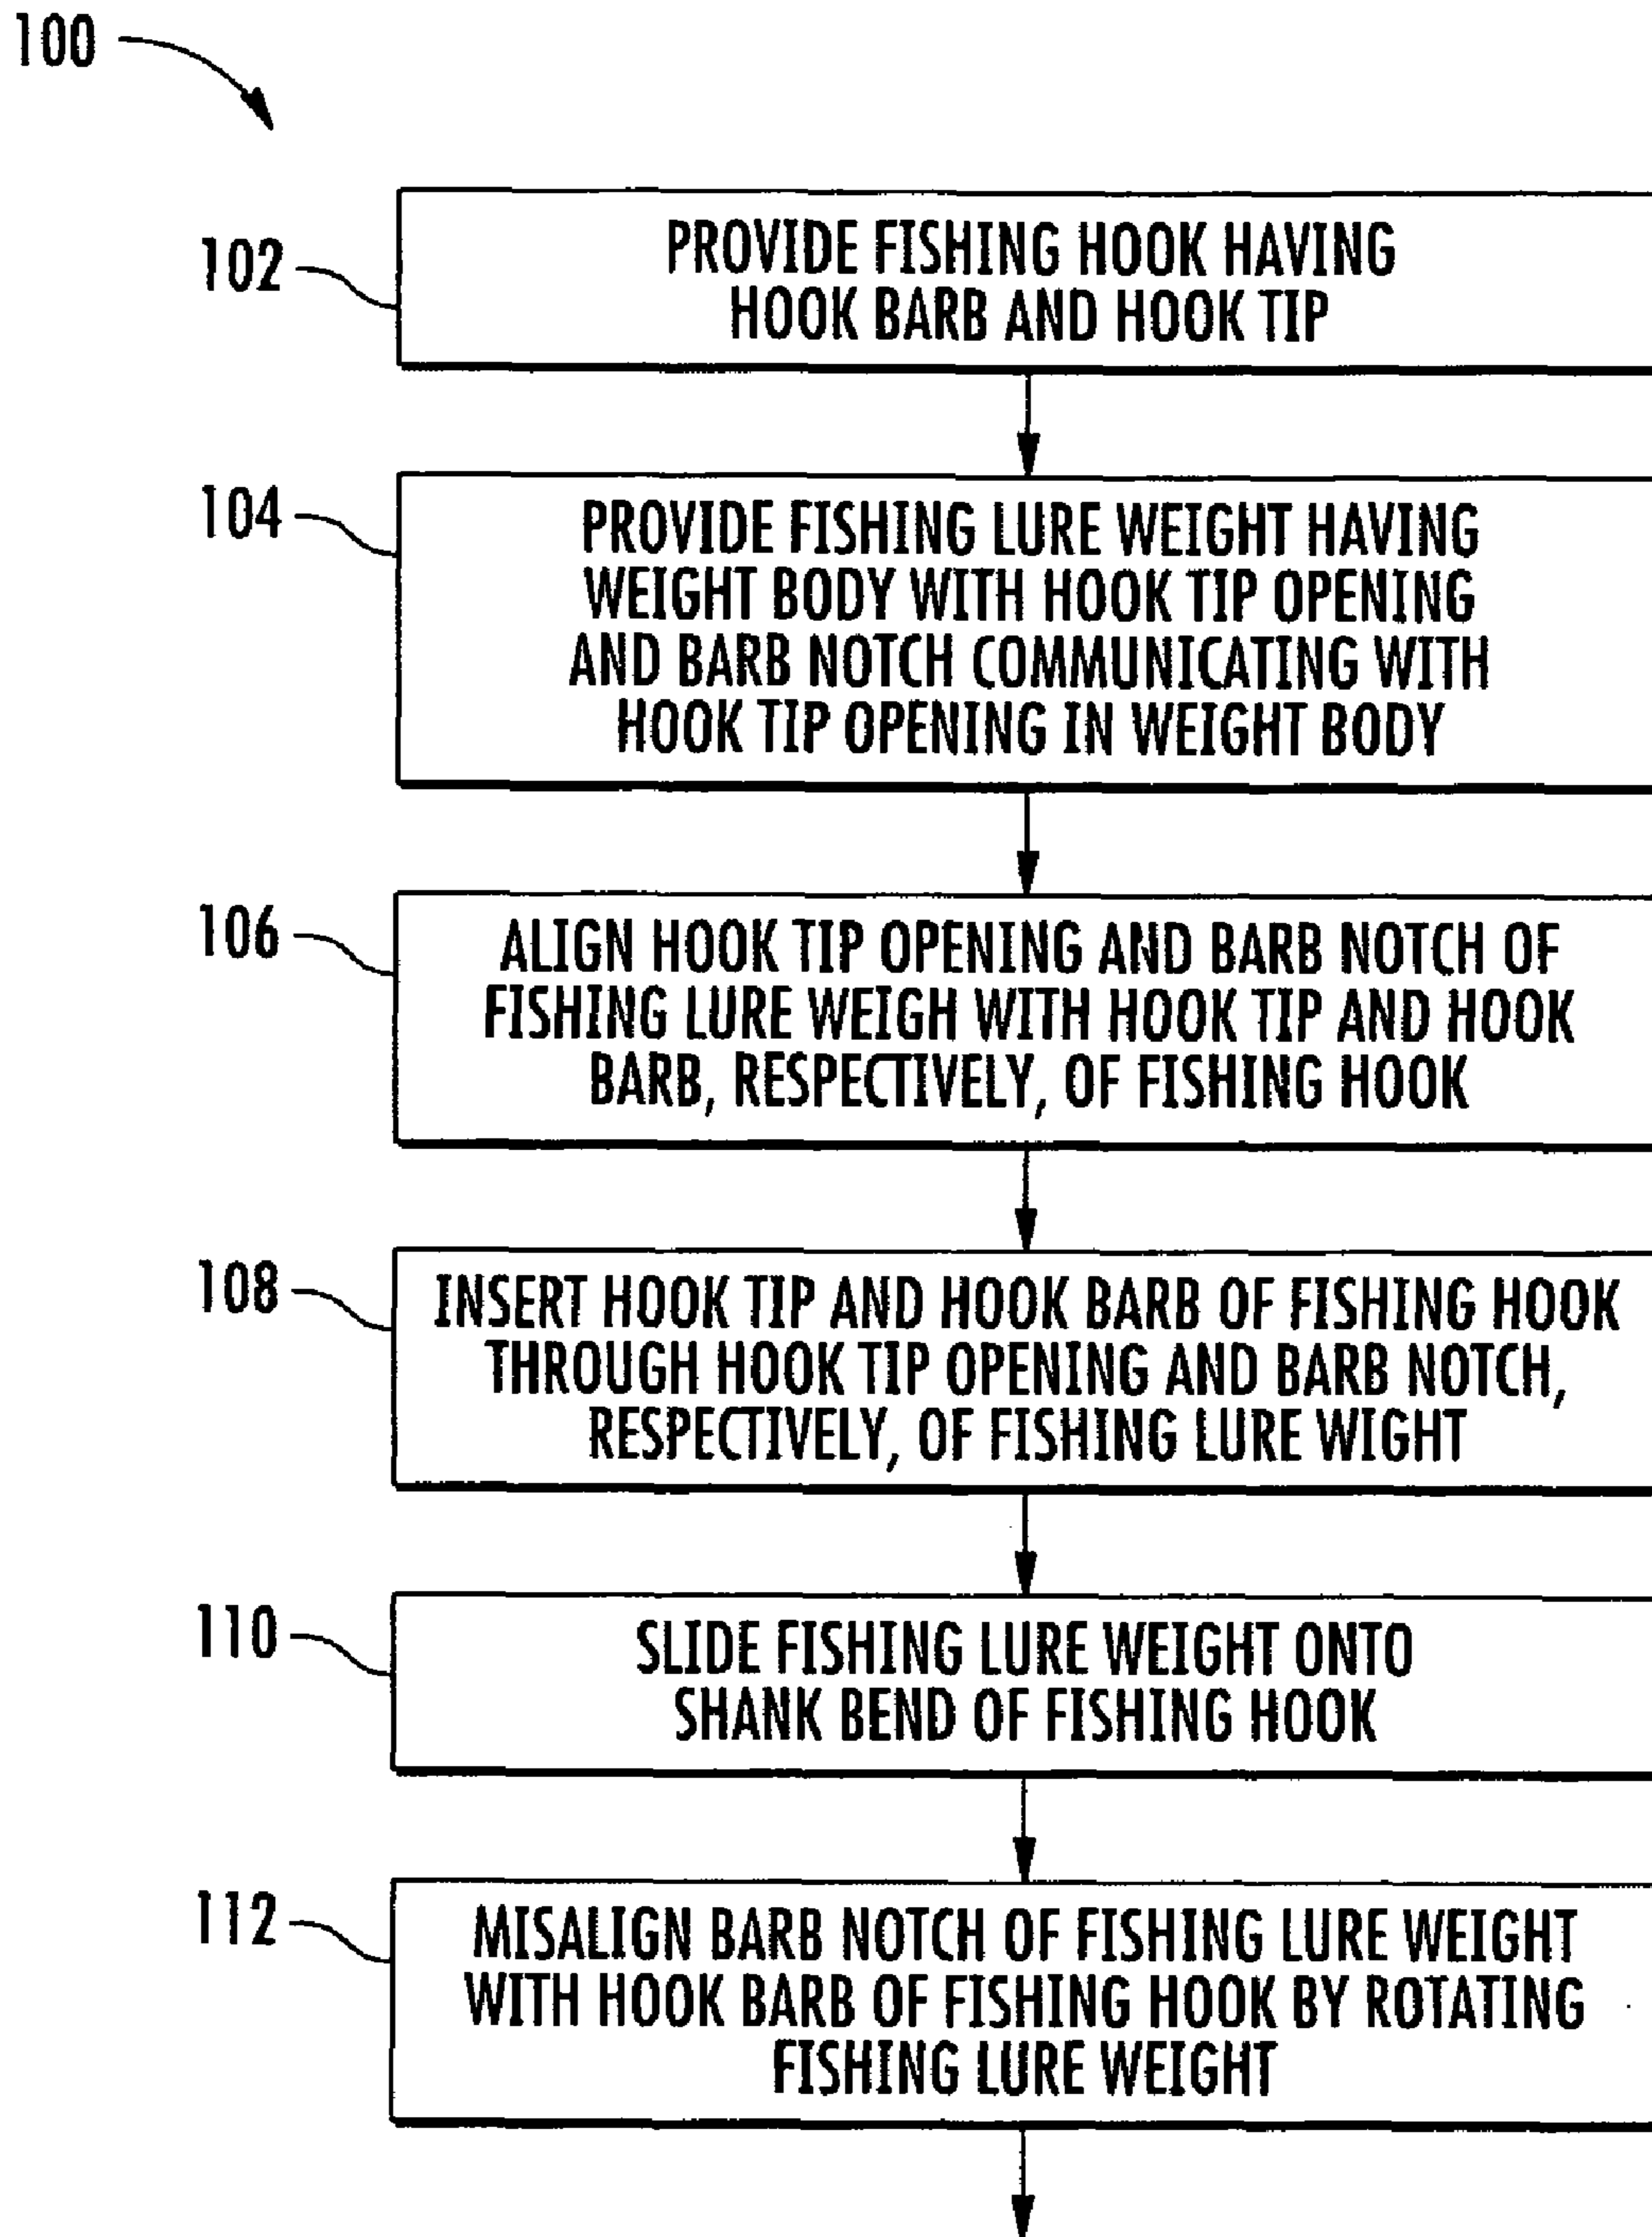 100
102
PROVIDE FISHING HOOK HAVING
HOOK BARB AND HOOK TIP
104
PROVIDE FISHING LURE WEIGHT HAVING
WEIGHT BODY WITH HOOK TIP OPENING
AND BARB NOTCH COMMUNICATING WITH
HOOK TIP OPENING IN WEIGHT BODY
106
ALIGN HOOK TIP OPENING AND BARB NOTCH OF
FISHING LURE WEIGH WITH HOOK TIP AND HOOK
BARB, RESPECTIVELY, OF FISHING HOOK
108
INSERT HOOK TIP AND HOOK BARB OF FISHING HOOK
THROUGH HOOK TIP OPENING AND BARB NOTCH,
RESPECTIVELY, OF FISHING LURE WIGHT
110
SLIDE FISHING LURE WEIGHT ONTO
SHANK BEND OF FISHING HOOK
112
MISALIGN BARB NOTCH OF FISHING LURE WEIGHT
WITH HOOK BARB OF FISHING HOOK BY ROTATING
FISHING LURE WEIGHT